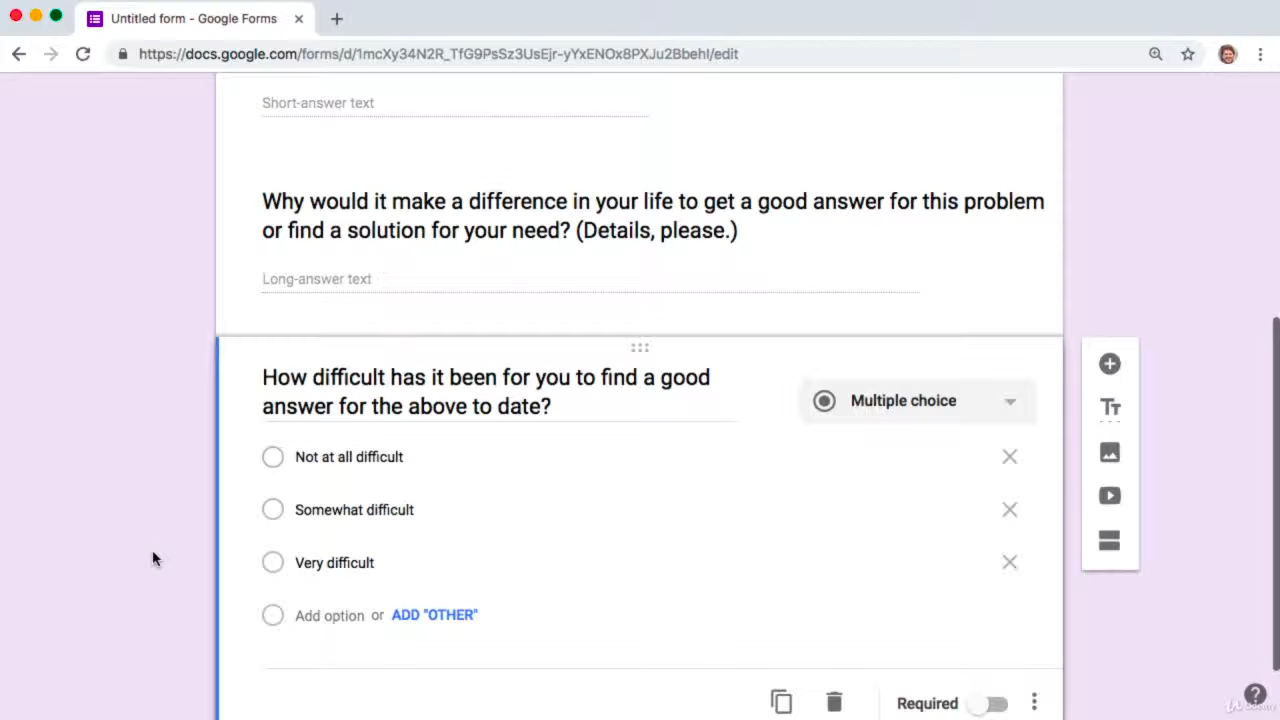 Untitled form - Google Forms
https://docs.google.com/forms/d/1mcXy34N2R_TfG9PsSz3UsEjr-yYxENOx8PXJu2BbehI/edit
Short-answer text
Why would it make a difference in your life to get a good answer for this problem
or find a solution for your need? (Details, please.)
Long-answer text
How difficult has it been for you to find a good
answer for the above to date?
Multiple choice
Not at all difficult
Somewhat difficult
Very difficult
Add option or ADD "OTHER"
Required
Udemy